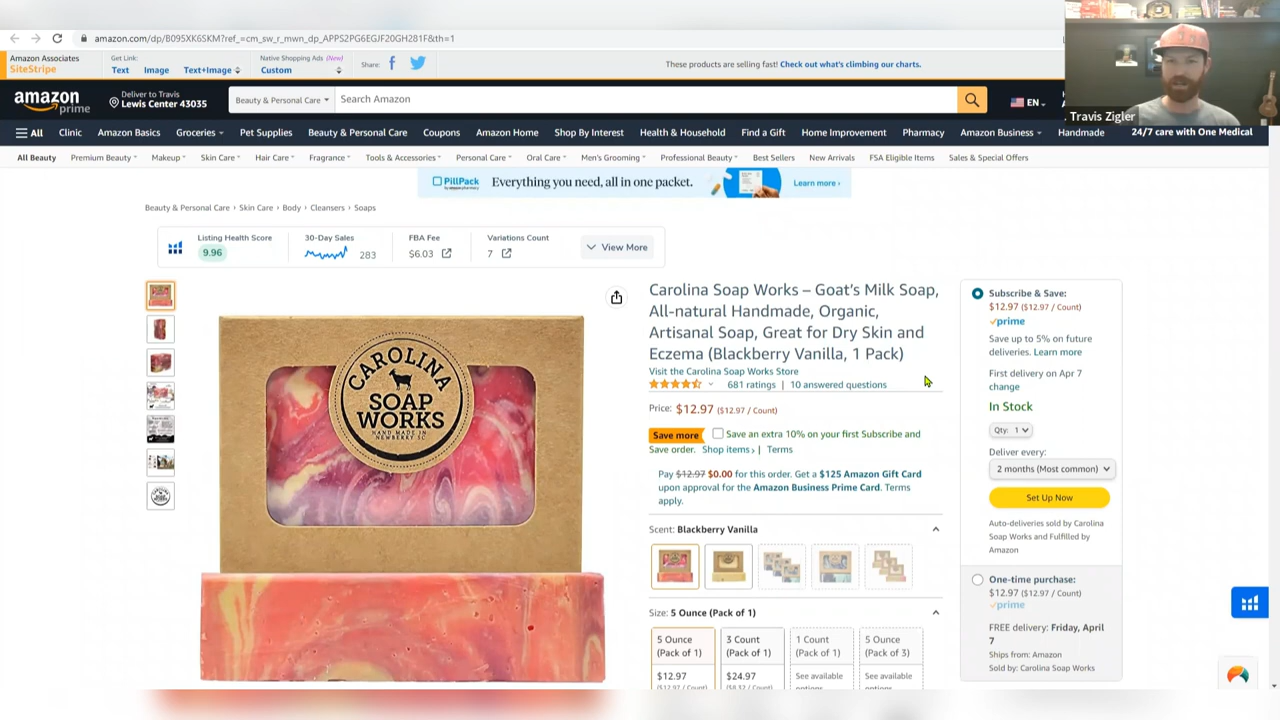 amazon.com/dp/B095XK6SKM?ref_=cm_sw_r_mwn_dp_APPS2PG6EGJF20GH281F&th=1
Amazon Associates
SiteStripe
Get Link:
Text Image Text+Image
Native Shopping Ads (New)
Custom
Share:
These products are selling fast! Check out what's climbing our charts.
Travis Zigler
amazon
prime
Deliver to Travis
Lewis Center 43035
Beauty & Personal Care
Search Amazon
EN
All Clinic Amazon Basics Groceries Pet Supplies Beauty & Personal Care Coupons Amazon Home Shop By Interest Health & Household Find a Gift Home Improvement Pharmacy Amazon Business Handmade 24/7 care with One Medical
All Beauty Premium Beauty Makeup Skin Care Hair Care Fragrance Tools & Accessories Personal Care Oral Care Men's Grooming Professional Beauty Best Sellers New Arrivals FSA Eligible Items Sales & Special Offers
PillPack
by amazon pharmacy
Everything you need, all in one packet.
Learn more ›
Beauty & Personal Care › Skin Care › Body › Cleansers › Soaps
Listing Health Score
9.96
30-Day Sales
283
FBA Fee
$6.03
Variations Count
7
View More
CAROLINA
SOAP
WORKS
HAND MADE IN
NEWBERRY SC
Carolina Soap Works – Goat's Milk Soap,
All-natural Handmade, Organic,
Artisanal Soap, Great for Dry Skin and
Eczema (Blackberry Vanilla, 1 Pack)
Visit the Carolina Soap Works Store
681 ratings | 10 answered questions
Price: $12.97 ($12.97 / Count)
Save more Save an extra 10% on your first Subscribe and
Save order. Shop items › | Terms
Pay $12.97 $0.00 for this order. Get a $125 Amazon Gift Card
upon approval for the Amazon Business Prime Card. Terms
apply.
Scent: Blackberry Vanilla
Size: 5 Ounce (Pack of 1)
5 Ounce
(Pack of 1)
$12.97
($12.97 / Count)
3 Count
(Pack of 1)
$24.97
($8.32 / Count)
1 Count
(Pack of 1)
See available
options
5 Ounce
(Pack of 3)
See available
options
Subscribe & Save:
$12.97 ($12.97 / Count)
prime
Save up to 5% on future
deliveries. Learn more
First delivery on Apr 7
change
In Stock
Qty: 1
Deliver every:
2 months (Most common)
Set Up Now
Auto-deliveries sold by Carolina
Soap Works and Fulfilled by
Amazon
One-time purchase:
$12.97 ($12.97 / Count)
prime
FREE delivery: Friday, April
7
Ships from: Amazon
Sold by: Carolina Soap Works